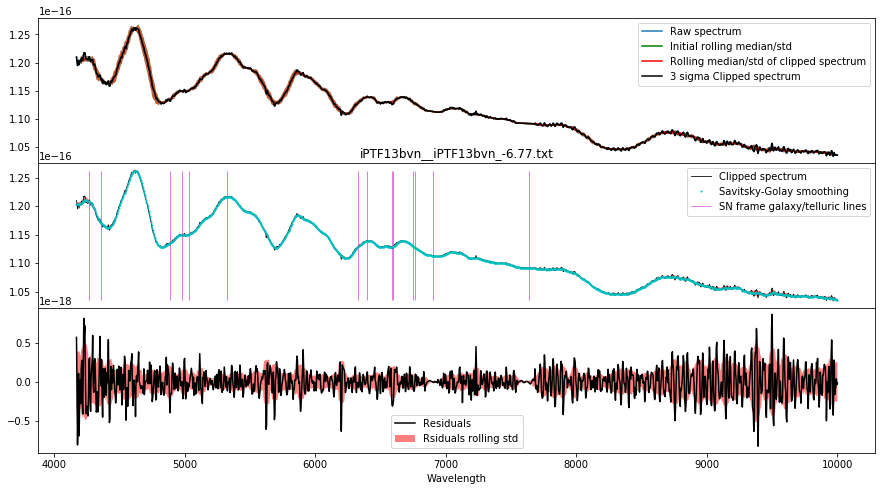 1e−16
1.25
1.20
1.15
1.10
1.05
Raw spectrum
Initial rolling median/std
Rolling median/std of clipped spectrum
3 sigma Clipped spectrum
1e−16
iPTF13bvn__iPTF13bvn_-6.77.txt
1.25
1.20
1.15
1.10
1.05
Clipped spectrum
Savitsky-Golay smoothing
SN frame galaxy/telluric lines
1e−18
0.5
0.0
−0.5
Residuals
Rsiduals rolling std
4000 5000 6000 7000 8000 9000 10000
Wavelength